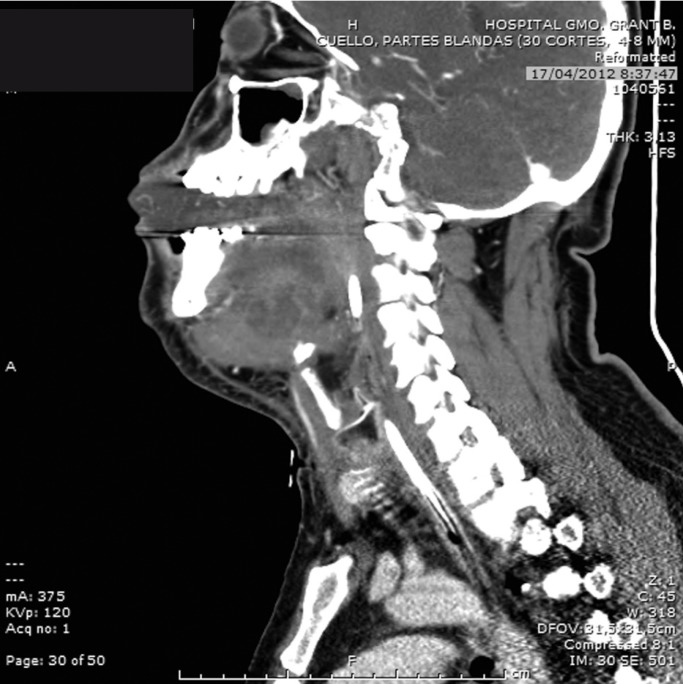 H
HOSPITAL GMO. GRANT B.
CUELLO, PARTES BLANDAS (30 CORTES, 4-8 MM)
Reformatted
17/04/2012 8:37:47
1040561
---
---
THK: 3,13
HFS
A
---
---
mA: 375
KVp: 120
Acq no: 1
Page: 30 of 50
F
cm
Z: 1
C: 45
W: 318
DFOV:31,5x31,5cm
Compressed 8:1
IM: 30 SE: 501